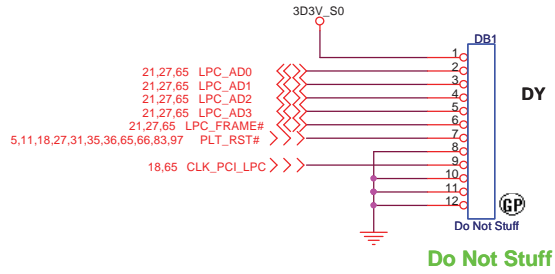 3D3V_S0
DB1
1
21,27,65 LPC_AD0 2
21,27,65 LPC_AD1 3
21,27,65 LPC_AD2 4
21,27,65 LPC_AD3 5
21,27,65 LPC_FRAME# 6
5,11,18,27,31,35,36,65,66,83,97 PLT_RST# 7
8
18,65 CLK_PCI_LPC 9
10
11
12
DY
GP
Do Not Stuff
Do Not Stuff